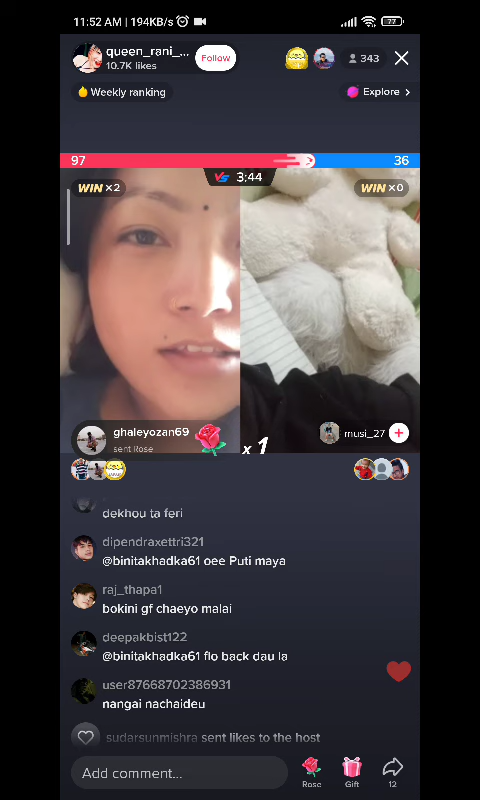 11:52 AM | 194KB/s
77
queen_rani_...
10.7K likes
Follow
343
Weekly ranking
Explore >
97
36
VS 3:44
WIN ×2
WIN ×0
ghaleyozan69
sent Rose
x 1
musi_27
dekhou ta feri
dipendraxettri321
@binitakhadka61 oee Puti maya
raj_thapa1
bokini gf chaeyo malai
deepakbist122
@binitakhadka61 flo back dau la
user87668702386931
nangai nachaideu
sudarsunmishra sent likes to the host
Add comment...
Rose
Gift
12